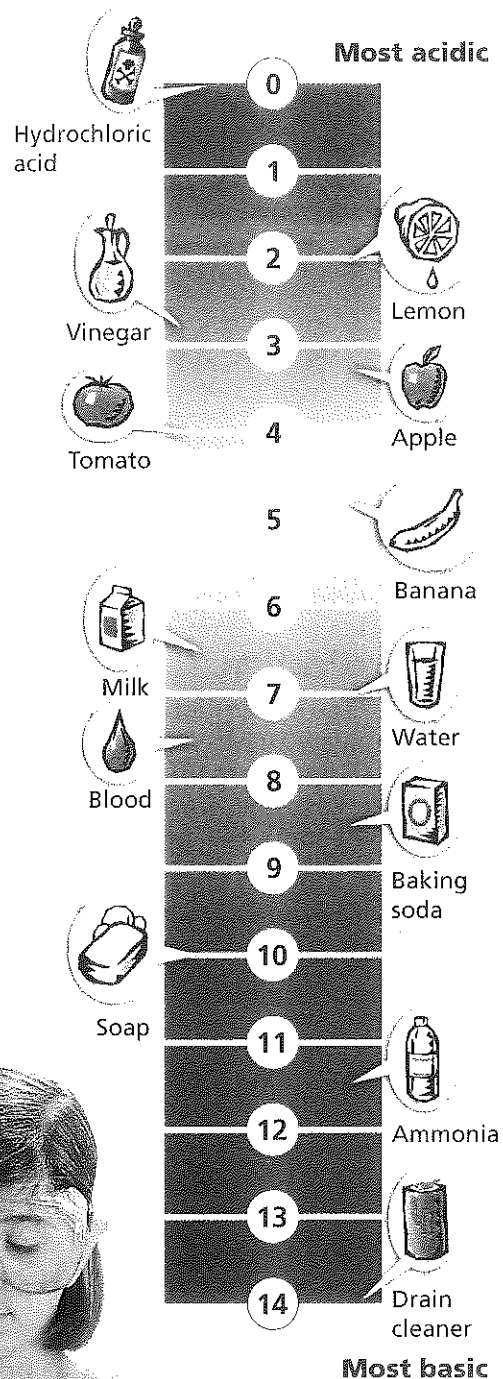 Most acidic
0
Hydrochloric
acid
1
2
Lemon
Vinegar
3
4
Apple
Tomato
5
Banana
6
Milk
7
Water
Blood
8
9
Baking
soda
10
Soap
11
12
Ammonia
13
14
Drain
cleaner
Most basic